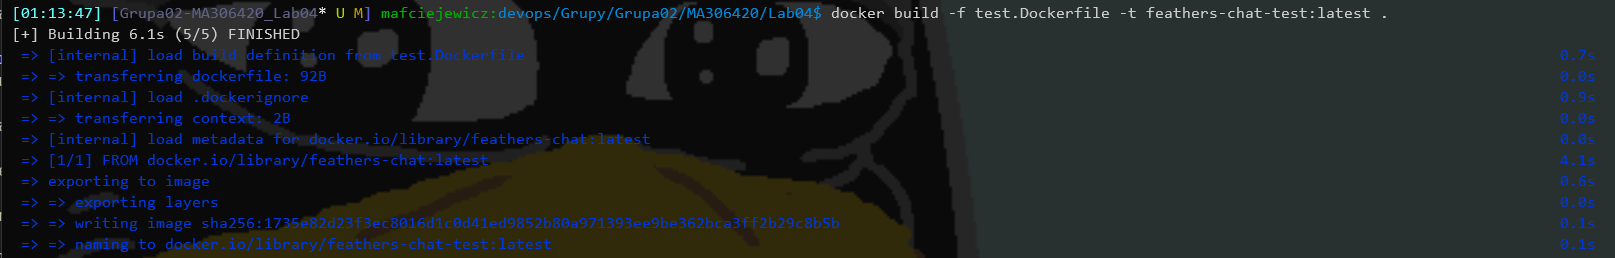 [01:13:47] [Grupa02-MA306420_Lab04* U M] mafciejewicz:devops/Grupy/Grupa02/MA306420/Lab04$ docker build -f test.Dockerfile -t feathers-chat-test:latest .
[+] Building 6.1s (5/5) FINISHED
=> [internal] load build definition from test.Dockerfile 0.7s
=> => transferring dockerfile: 92B 0.0s
=> [internal] load .dockerignore 0.9s
=> => transferring context: 2B 0.0s
=> [internal] load metadata for docker.io/library/feathers-chat:latest 0.0s
=> [1/1] FROM docker.io/library/feathers-chat:latest 4.1s
=> exporting to image 0.6s
=> => exporting layers 0.0s
=> => writing image sha256:1735e82d23f3ec8016d1c0d41ed9852b80a971393ee9be362bca3ff2b29c8b5b 0.1s
=> => naming to docker.io/library/feathers-chat-test:latest 0.1s